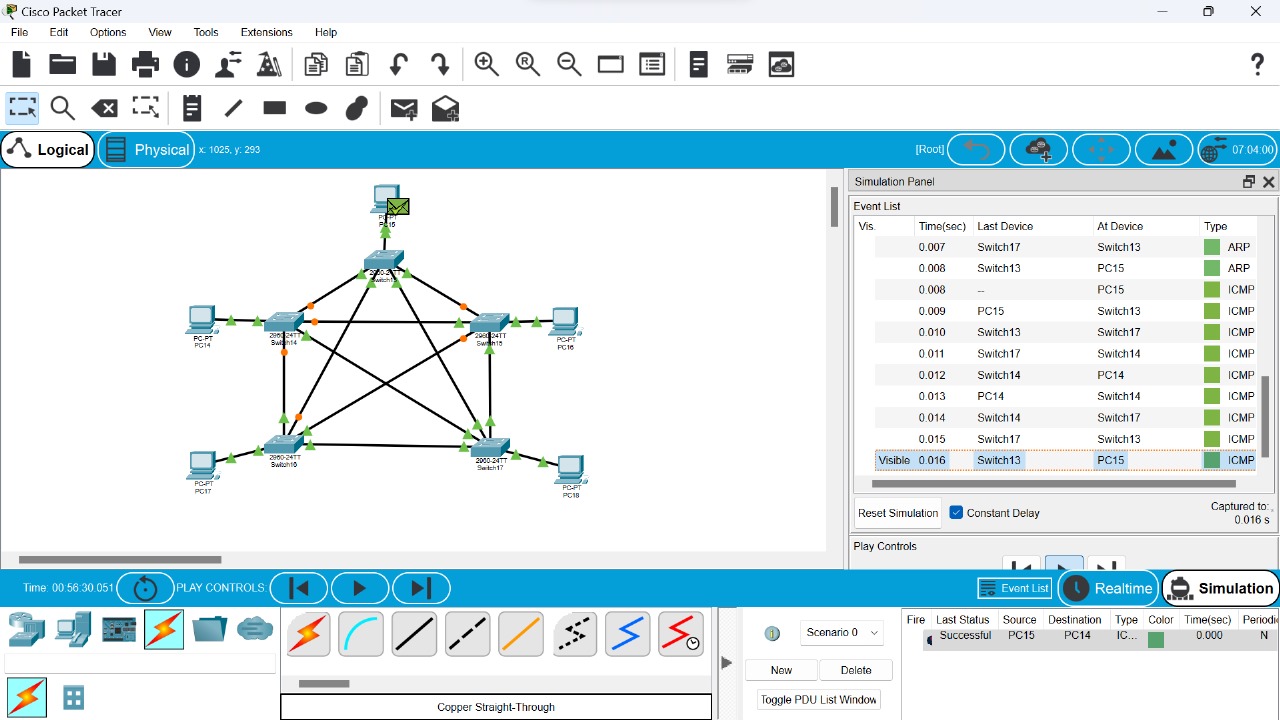 Cisco Packet Tracer
File Edit Options View Tools Extensions Help
Logical Physical x: 1025, y: 293 [Root] 07:04:00
PC-PT
PC15
2960-24TT
Switch13
PC-PT
PC14
2960-24TT
Switch14
2960-24TT
Switch15
PC-PT
PC16
PC-PT
PC17
2960-24TT
Switch16
2960-24TT
Switch17
PC-PT
PC18
Simulation Panel
Event List
Vis. Time(sec) Last Device At Device Type
0.007 Switch17 Switch13 ARP
0.008 Switch13 PC15 ARP
0.008 -- PC15 ICMP
0.009 PC15 Switch13 ICMP
0.010 Switch13 Switch17 ICMP
0.011 Switch17 Switch14 ICMP
0.012 Switch14 PC14 ICMP
0.013 PC14 Switch14 ICMP
0.014 Switch14 Switch17 ICMP
0.015 Switch17 Switch13 ICMP
Visible 0.016 Switch13 PC15 ICMP
Reset Simulation Constant Delay Captured to:
0.016 s
Play Controls
Time: 00:56:30.051 PLAY CONTROLS: Event List Realtime Simulation
Copper Straight-Through
Scenario 0
New Delete
Toggle PDU List Window
Fire Last Status Source Destination Type Color Time(sec) Periodi
Successful PC15 PC14 IC... 0.000 N